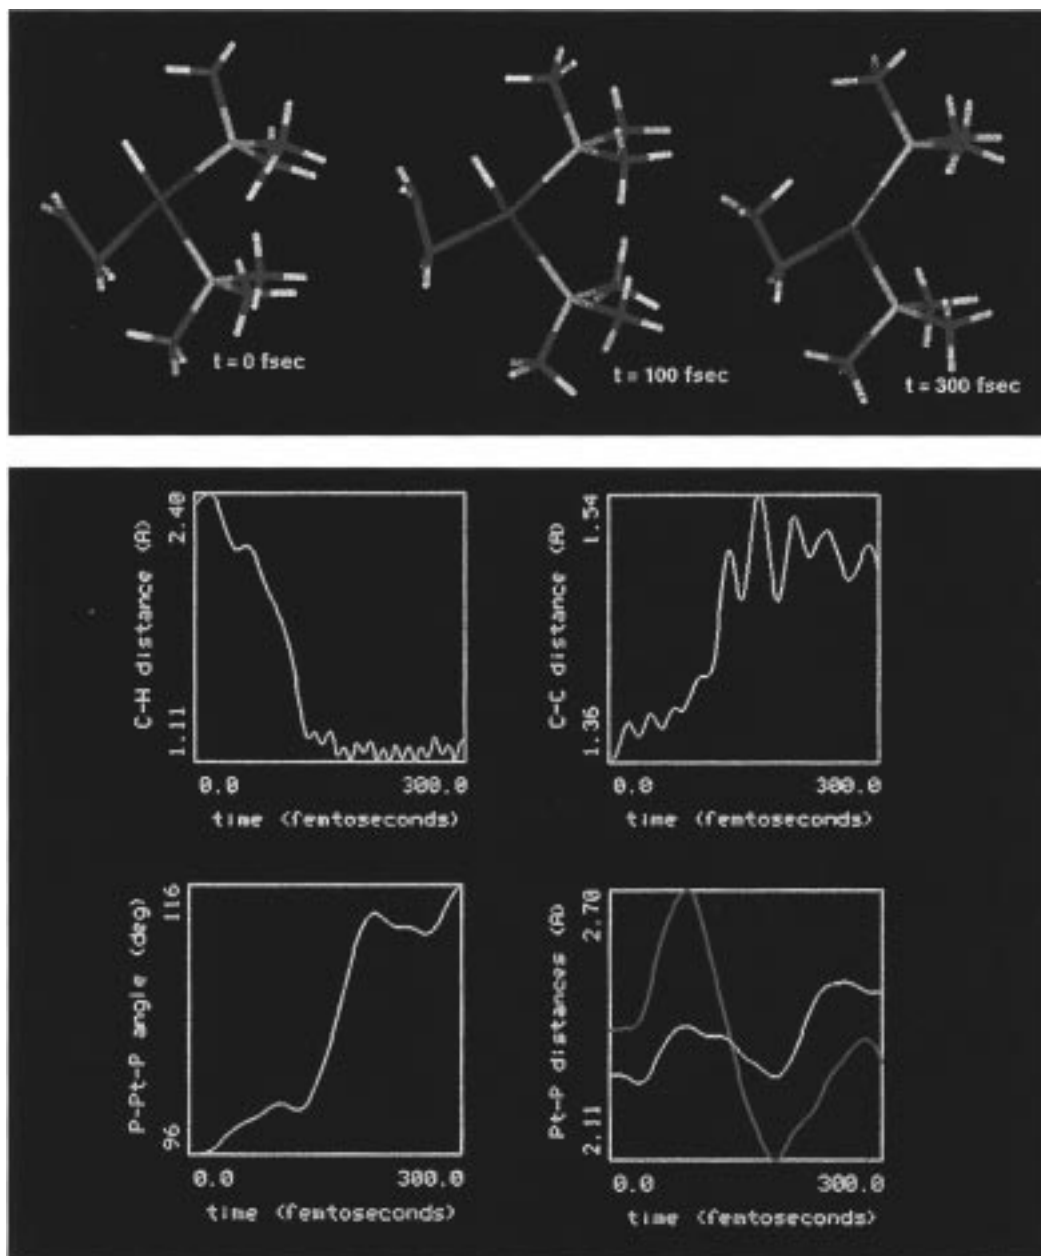 t = 0 fsec
t = 100 fsec
t = 300 fsec
C-H distance (A)
2.40
1.11
0.0 300.0
time (femtoseconds)
C-C distance (A)
1.54
1.36
0.0 300.0
time (femtoseconds)
P-Pt-P angle (deg)
116
96
0.0 300.0
time (femtoseconds)
Pt-P distances (A)
2.70
2.11
0.0 300.0
time (femtoseconds)